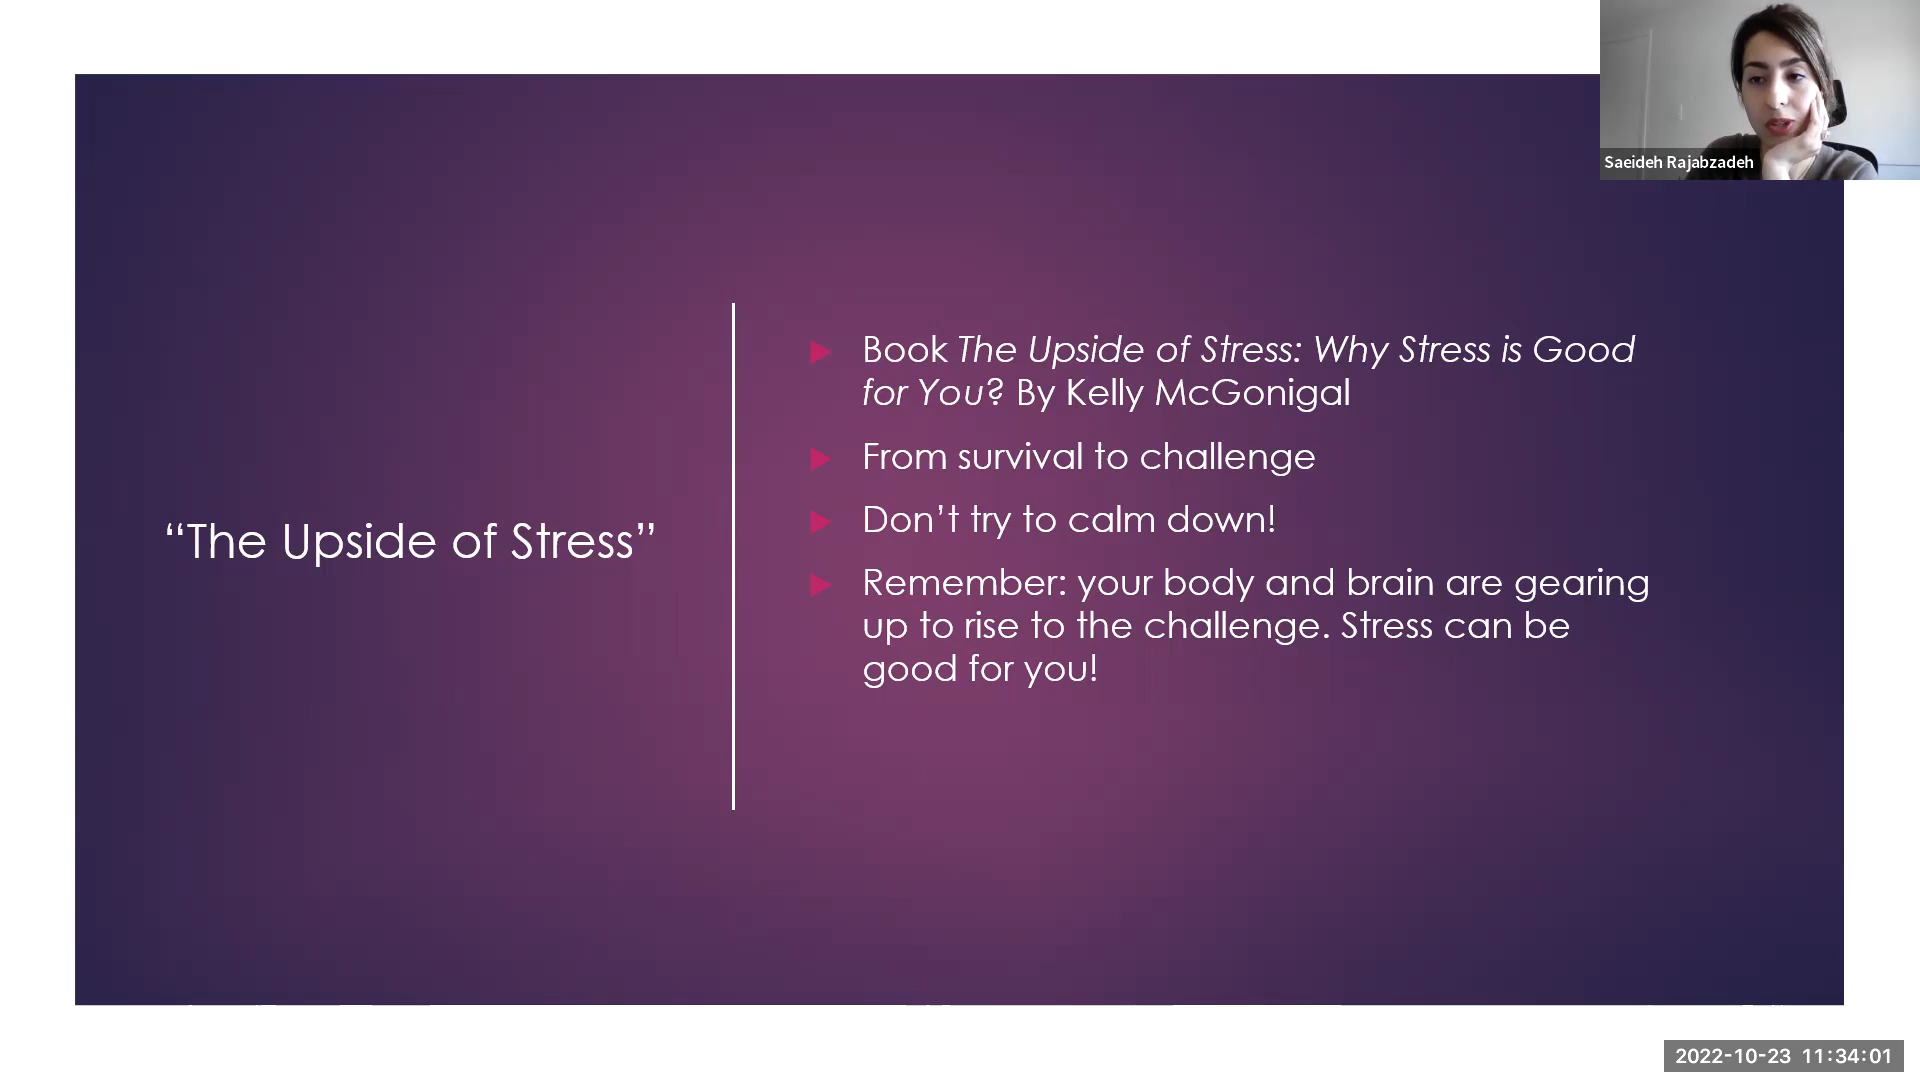 Saeideh Rajabzadeh
“The Upside of Stress”
Book The Upside of Stress: Why Stress is Good
for You? By Kelly McGonigal
From survival to challenge
Don’t try to calm down!
Remember: your body and brain are gearing
up to rise to the challenge. Stress can be
good for you!
2022-10-23 11:34:01